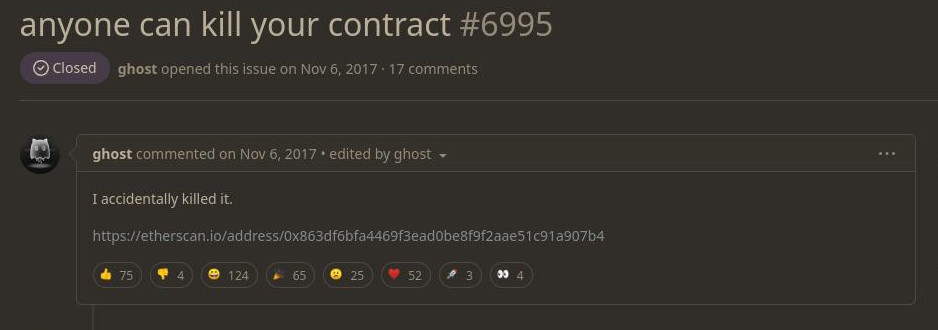 anyone can kill your contract #6995
Closed ghost opened this issue on Nov 6, 2017 · 17 comments
ghost commented on Nov 6, 2017 • edited by ghost
I accidentally killed it.
https://etherscan.io/address/0x863df6bfa4469f3ead0be8f9f2aae51c91a907b4
👍 75 👎 4 😄 124 🎉 65 😕 25 ❤️ 52 🚀 3 👀 4